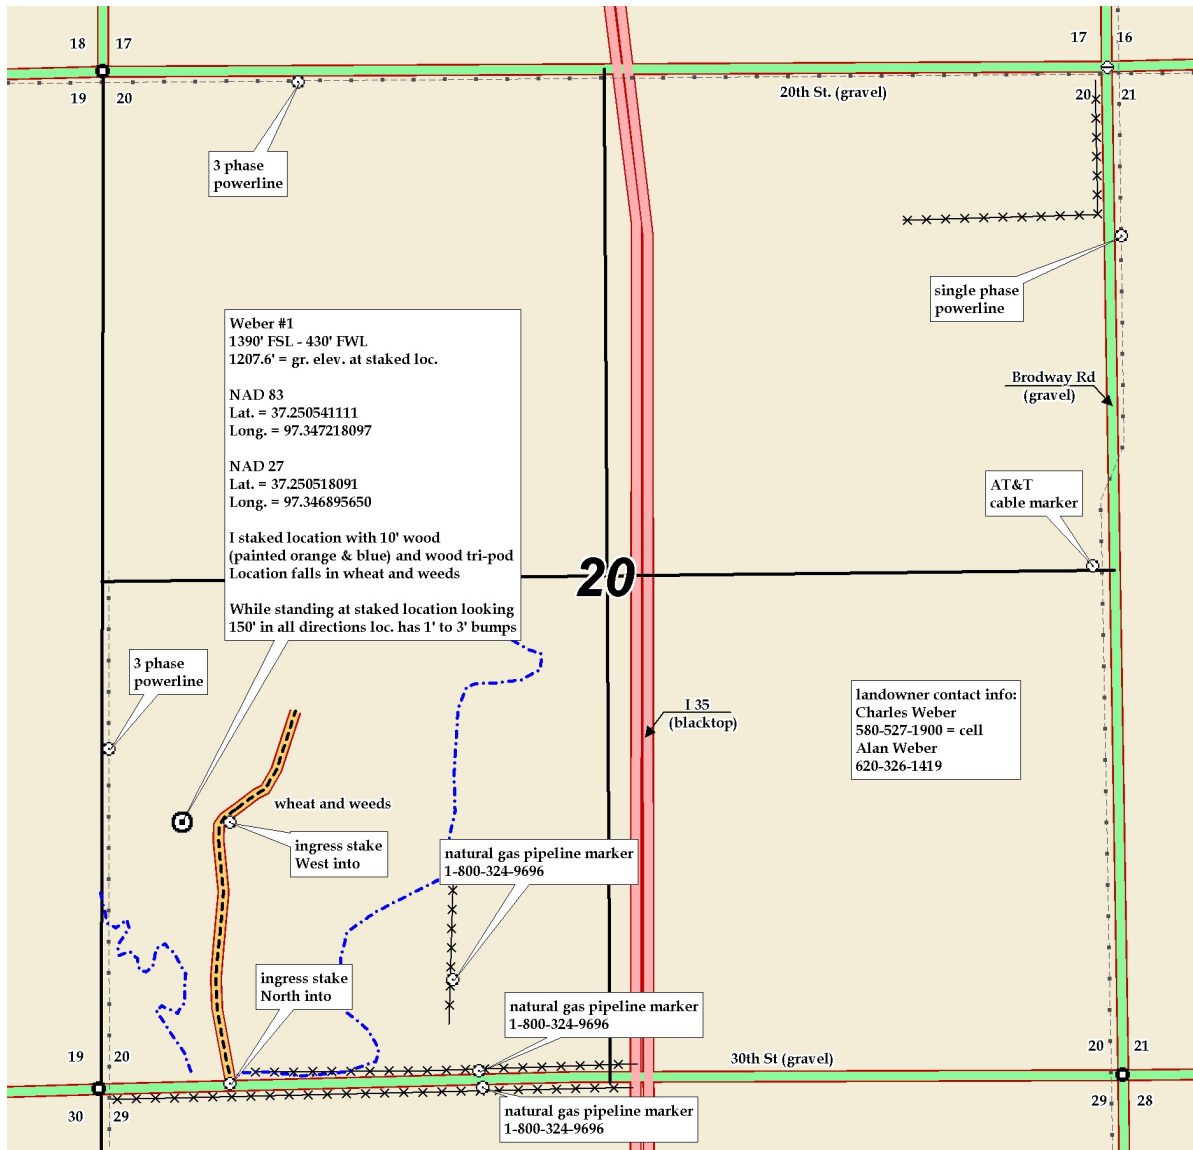 18 17
17 16
19 20
20th St. (gravel)
20 21
3 phase
powerline
single phase
powerline
Weber #1
1390' FSL - 430' FWL
1207.6' = gr. elev. at staked loc.
NAD 83
Lat. = 37.250541111
Long. = 97.347218097
NAD 27
Lat. = 37.250518091
Long. = 97.346895650
I staked location with 10' wood
(painted orange & blue) and wood tri-pod
Location falls in wheat and weeds
While standing at staked location looking
150' in all directions loc. has 1' to 3' bumps
Brodway Rd
(gravel)
AT&T
cable marker
20
3 phase
powerline
I 35
(blacktop)
landowner contact info:
Charles Weber
580-527-1900 = cell
Alan Weber
620-326-1419
wheat and weeds
ingress stake
West into
natural gas pipeline marker
1-800-324-9696
ingress stake
North into
natural gas pipeline marker
1-800-324-9696
19 20
30th St (gravel)
20 21
30 29
natural gas pipeline marker
1-800-324-9696
29 28